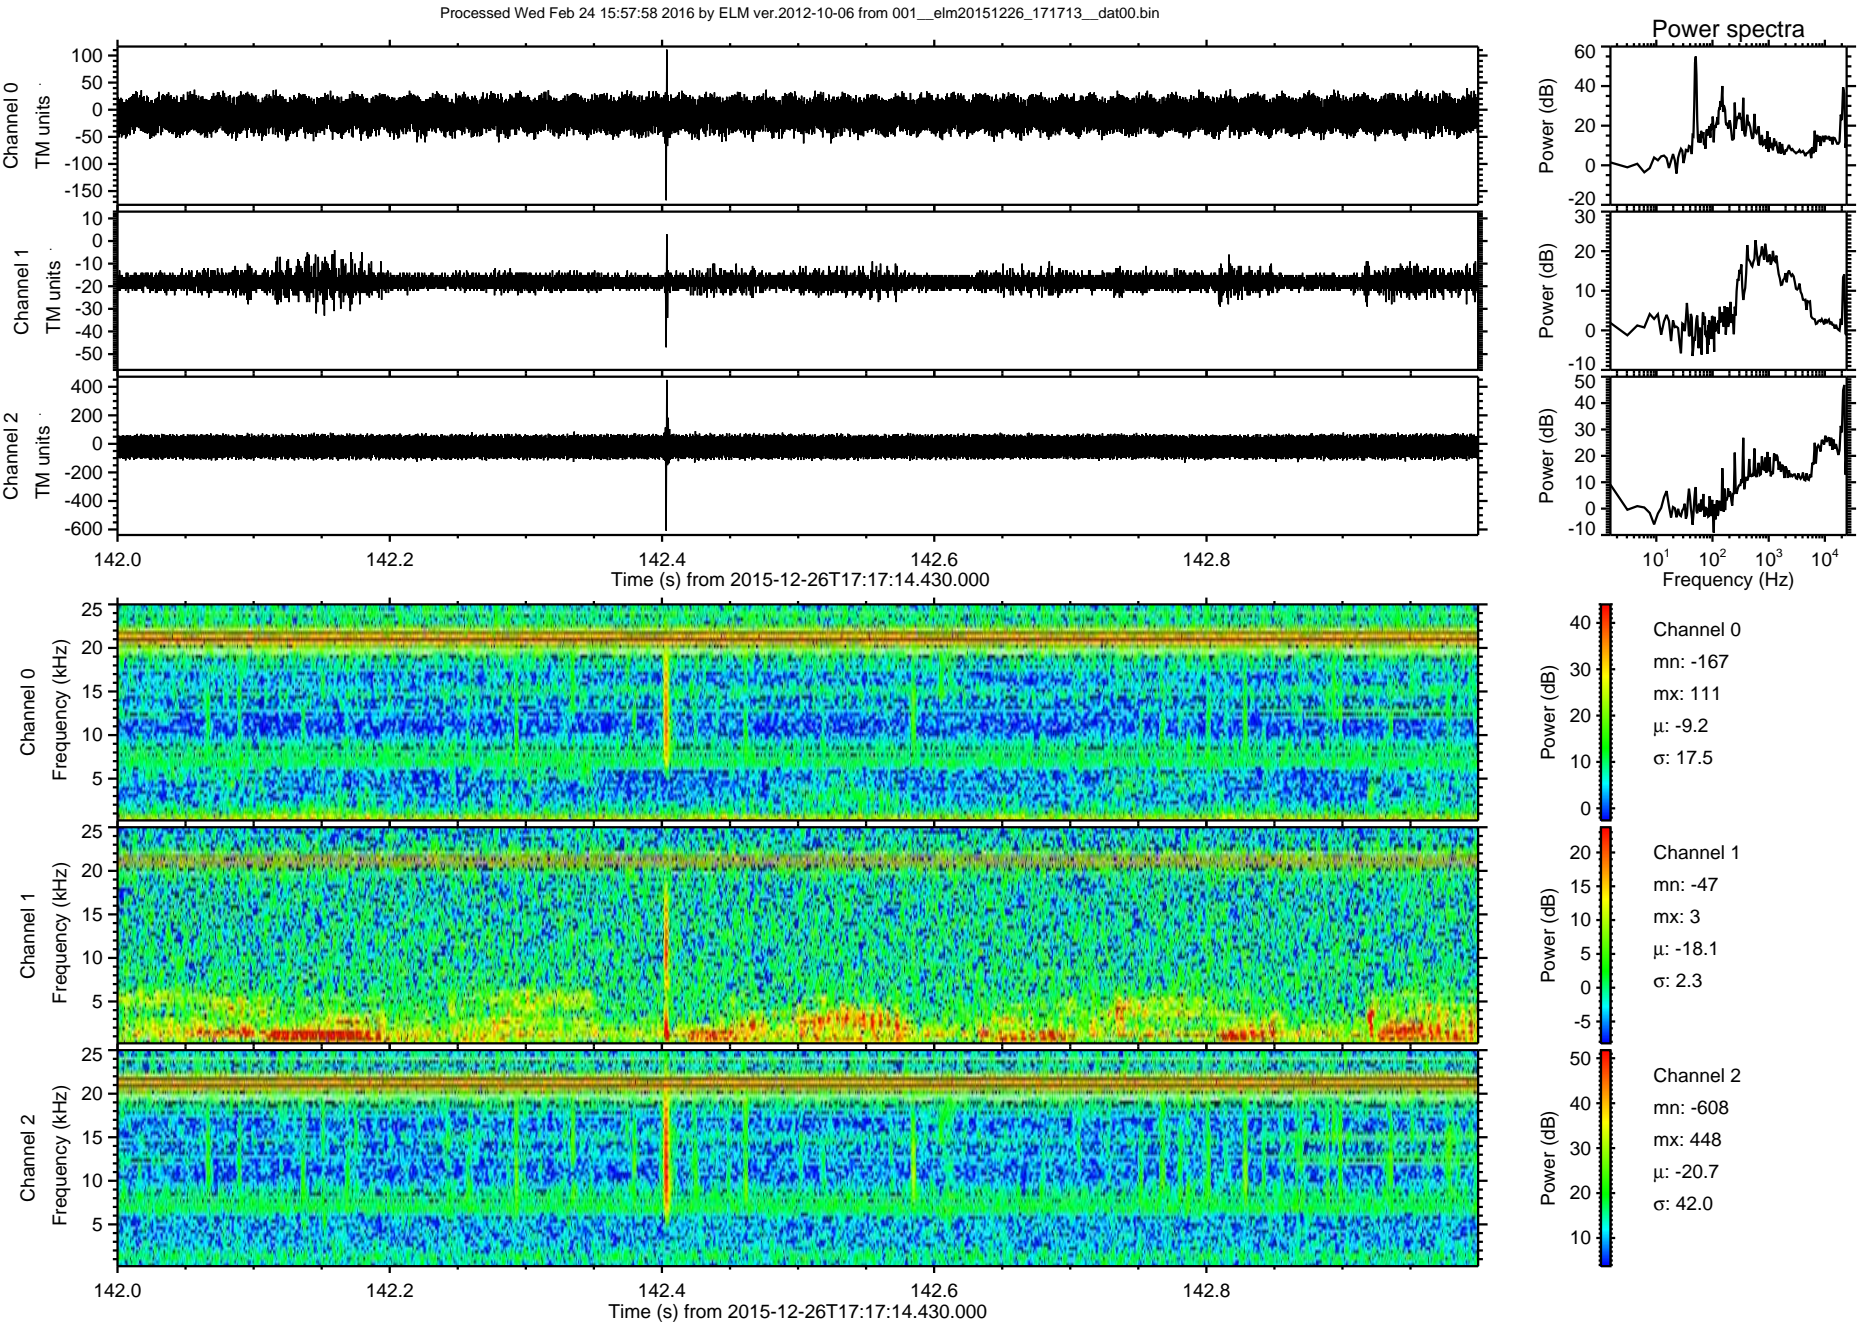 Processed Wed Feb 24 15:57:58 2016 by ELM ver.2012-10-06 from 001__elm20151226_171713__dat00.bin
Power spectra
Channel 0
TM units
100
50
0
-50
-100
-150
Power (dB)
60
40
20
0
-20
Channel 1
TM units
10
0
-10
-20
-30
-40
-50
Power (dB)
30
20
10
0
-10
Channel 2
TM units
400
200
0
-200
-400
-600
Power (dB)
50
40
30
20
10
0
-10
142.0 142.2 142.4 142.6 142.8
Time (s) from 2015-12-26T17:17:14.430.000
10¹ 10² 10³ 10⁴
Frequency (Hz)
Channel 0
Frequency (kHz)
25
20
15
10
5
Power (dB)
40
30
20
10
0
Channel 0
mn: -167
mx: 111
μ: -9.2
σ: 17.5
Channel 1
Frequency (kHz)
25
20
15
10
5
Power (dB)
20
15
10
5
0
-5
Channel 1
mn: -47
mx: 3
μ: -18.1
σ: 2.3
Channel 2
Frequency (kHz)
25
20
15
10
5
Power (dB)
50
40
30
20
10
Channel 2
mn: -608
mx: 448
μ: -20.7
σ: 42.0
142.0 142.2 142.4 142.6 142.8
Time (s) from 2015-12-26T17:17:14.430.000